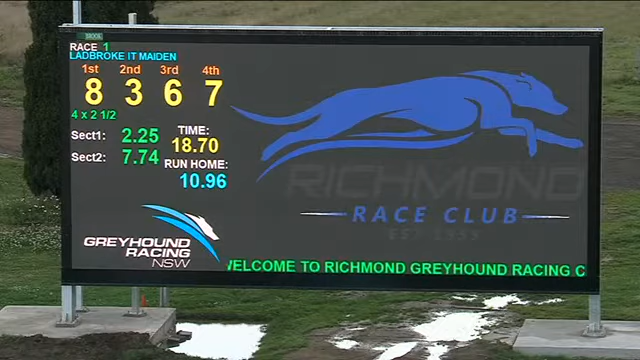 RACE 1
LADBROKE IT MAIDEN
1st 2nd 3rd 4th
8 3 6 7
4 x 2 1/2
Sect1: 2.25 TIME: 18.70
Sect2: 7.74 RUN HOME: 10.96
RICHMOND
RACE CLUB
GREYHOUND
RACING
NSW
WELCOME TO RICHMOND GREYHOUND RACING C